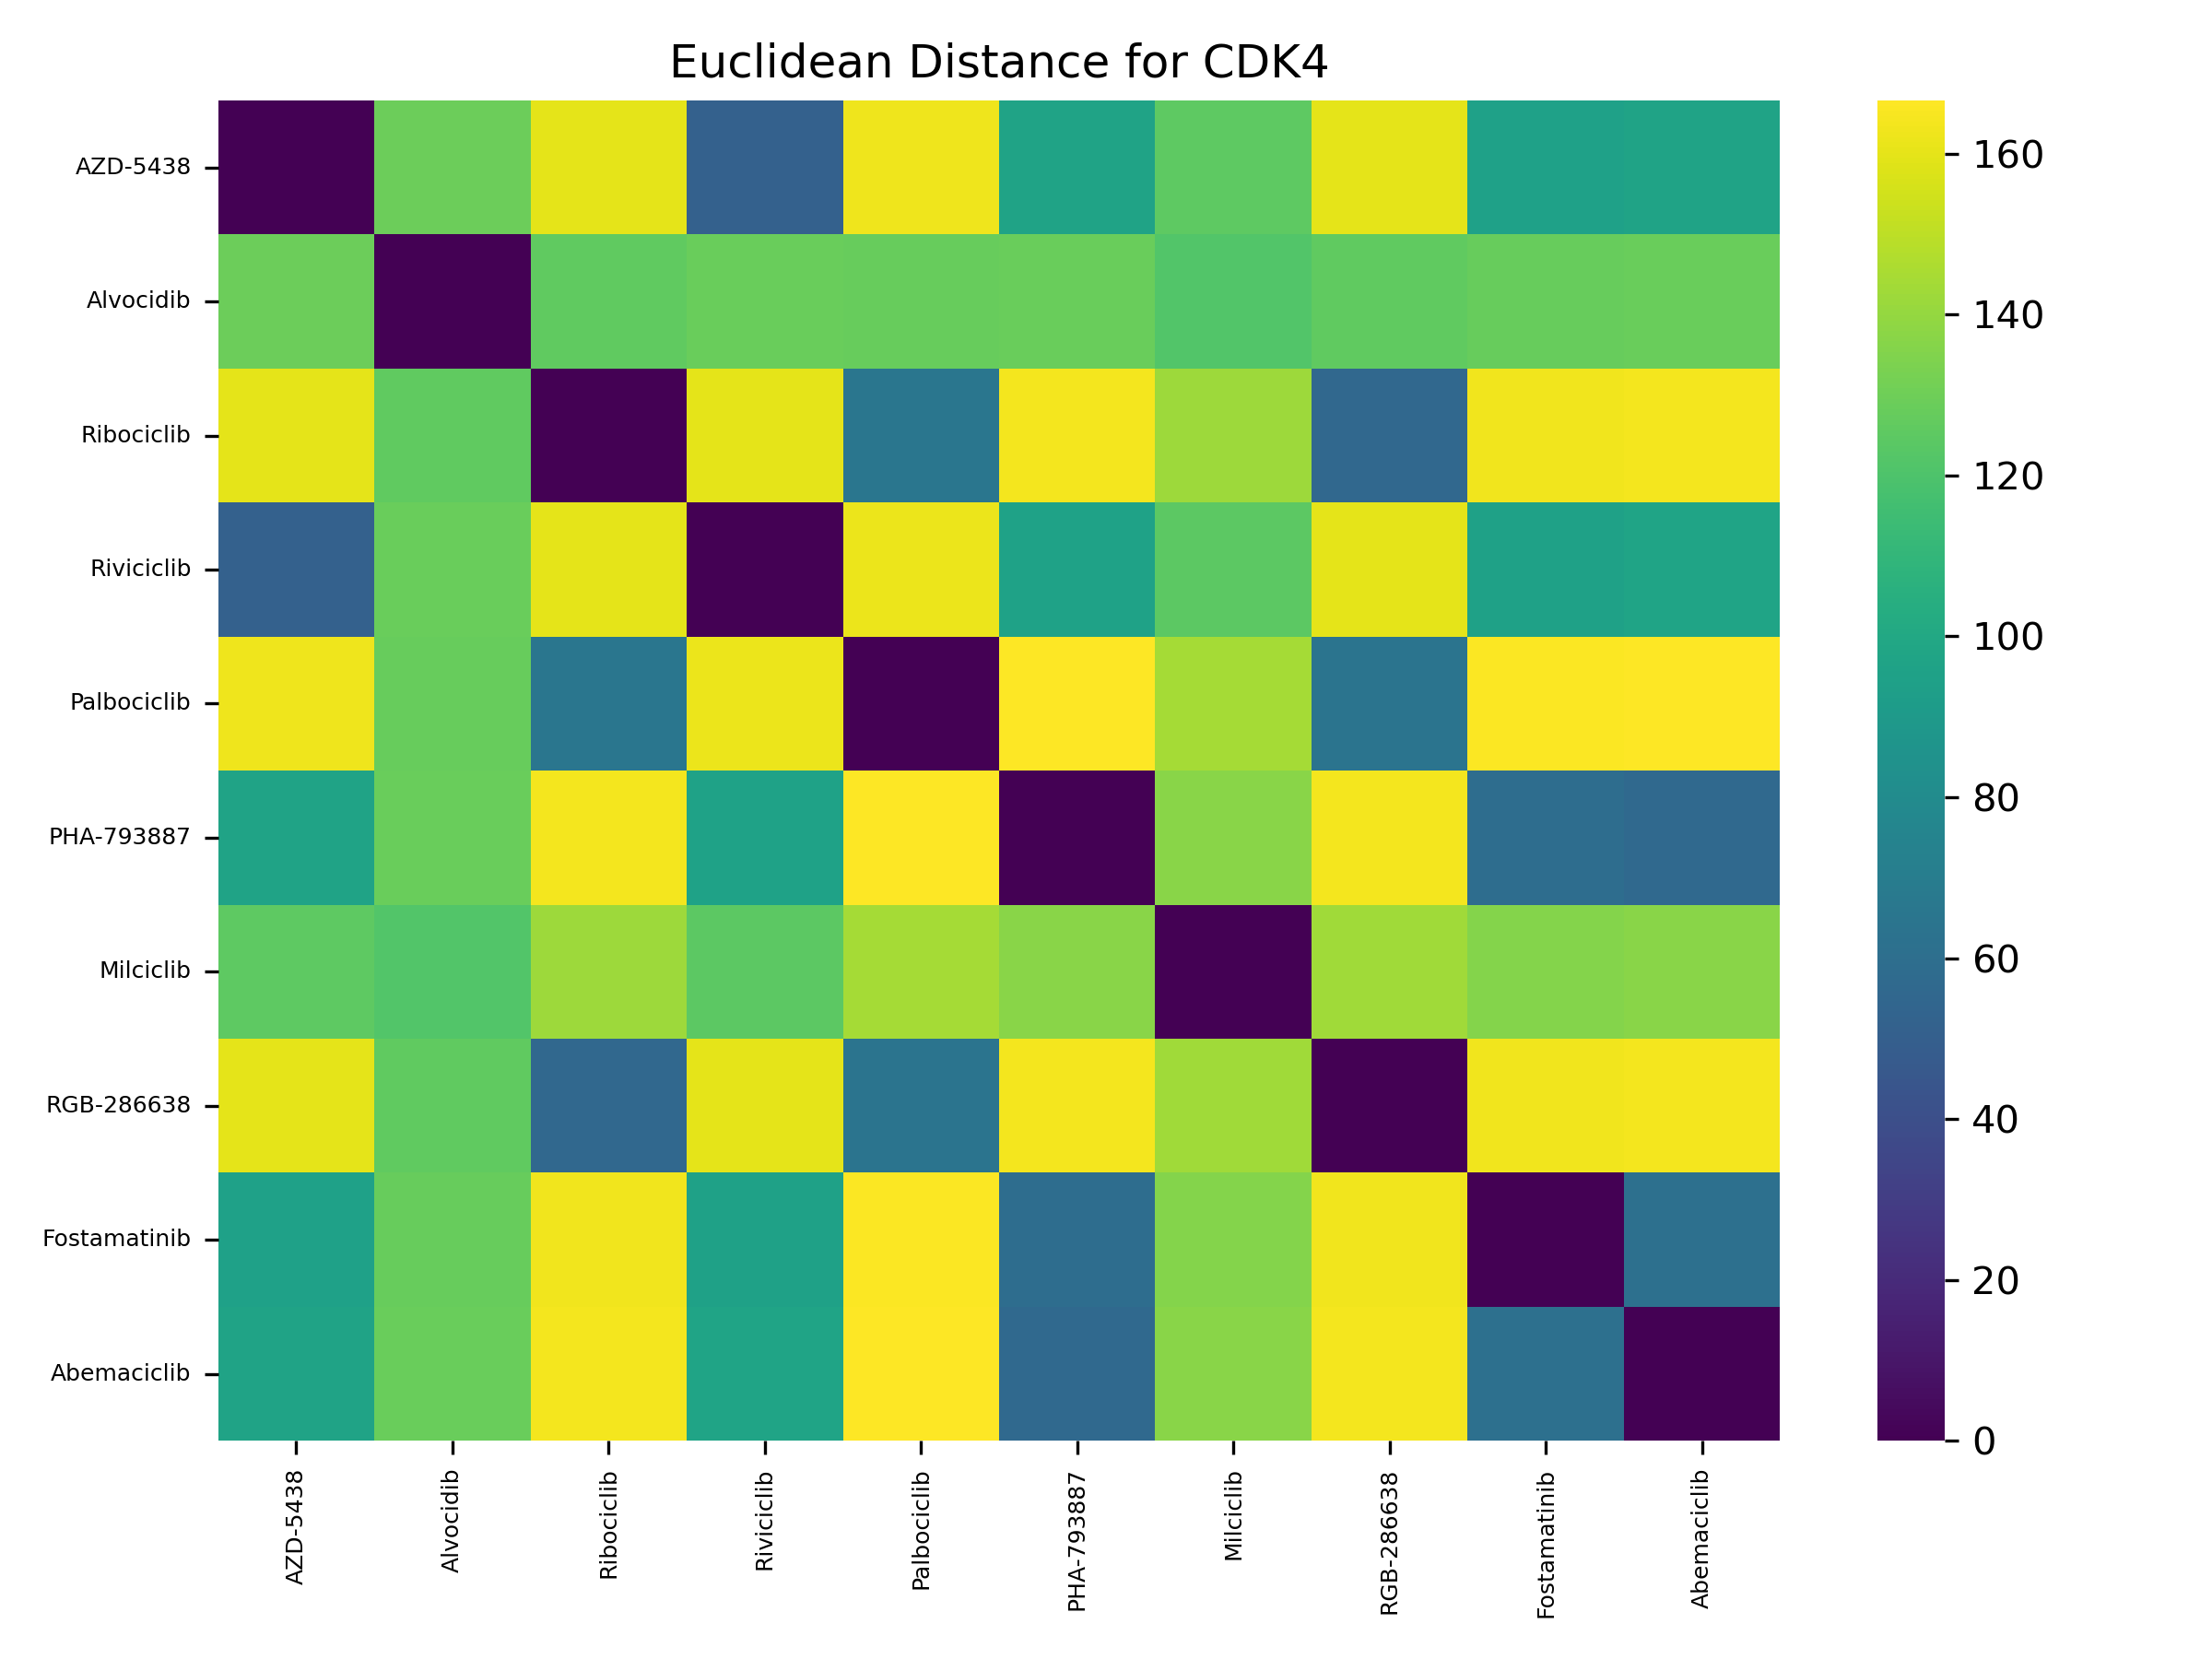 Euclidean Distance for CDK4
AZD-5438
Alvocidib
Ribociclib
Riviciclib
Palbociclib
PHA-793887
Milciclib
RGB-286638
Fostamatinib
Abemaciclib
AZD-5438
Alvocidib
Ribociclib
Riviciclib
Palbociclib
PHA-793887
Milciclib
RGB-286638
Fostamatinib
Abemaciclib
160
140
120
100
80
60
40
20
0